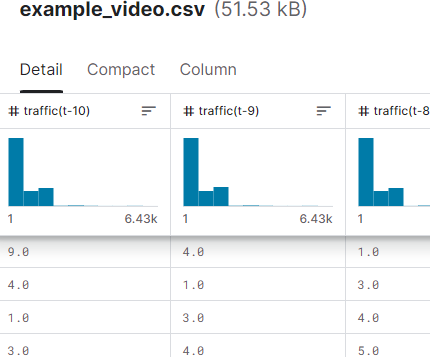 example_video.csv (51.53 kB)
Detail Compact Column
# traffic(t-10) # traffic(t-9) # traffic(t-8
1 6.43k 1 6.43k 1
9.0 4.0 1.0
4.0 1.0 3.0
1.0 3.0 4.0
3.0 4.0 5.0